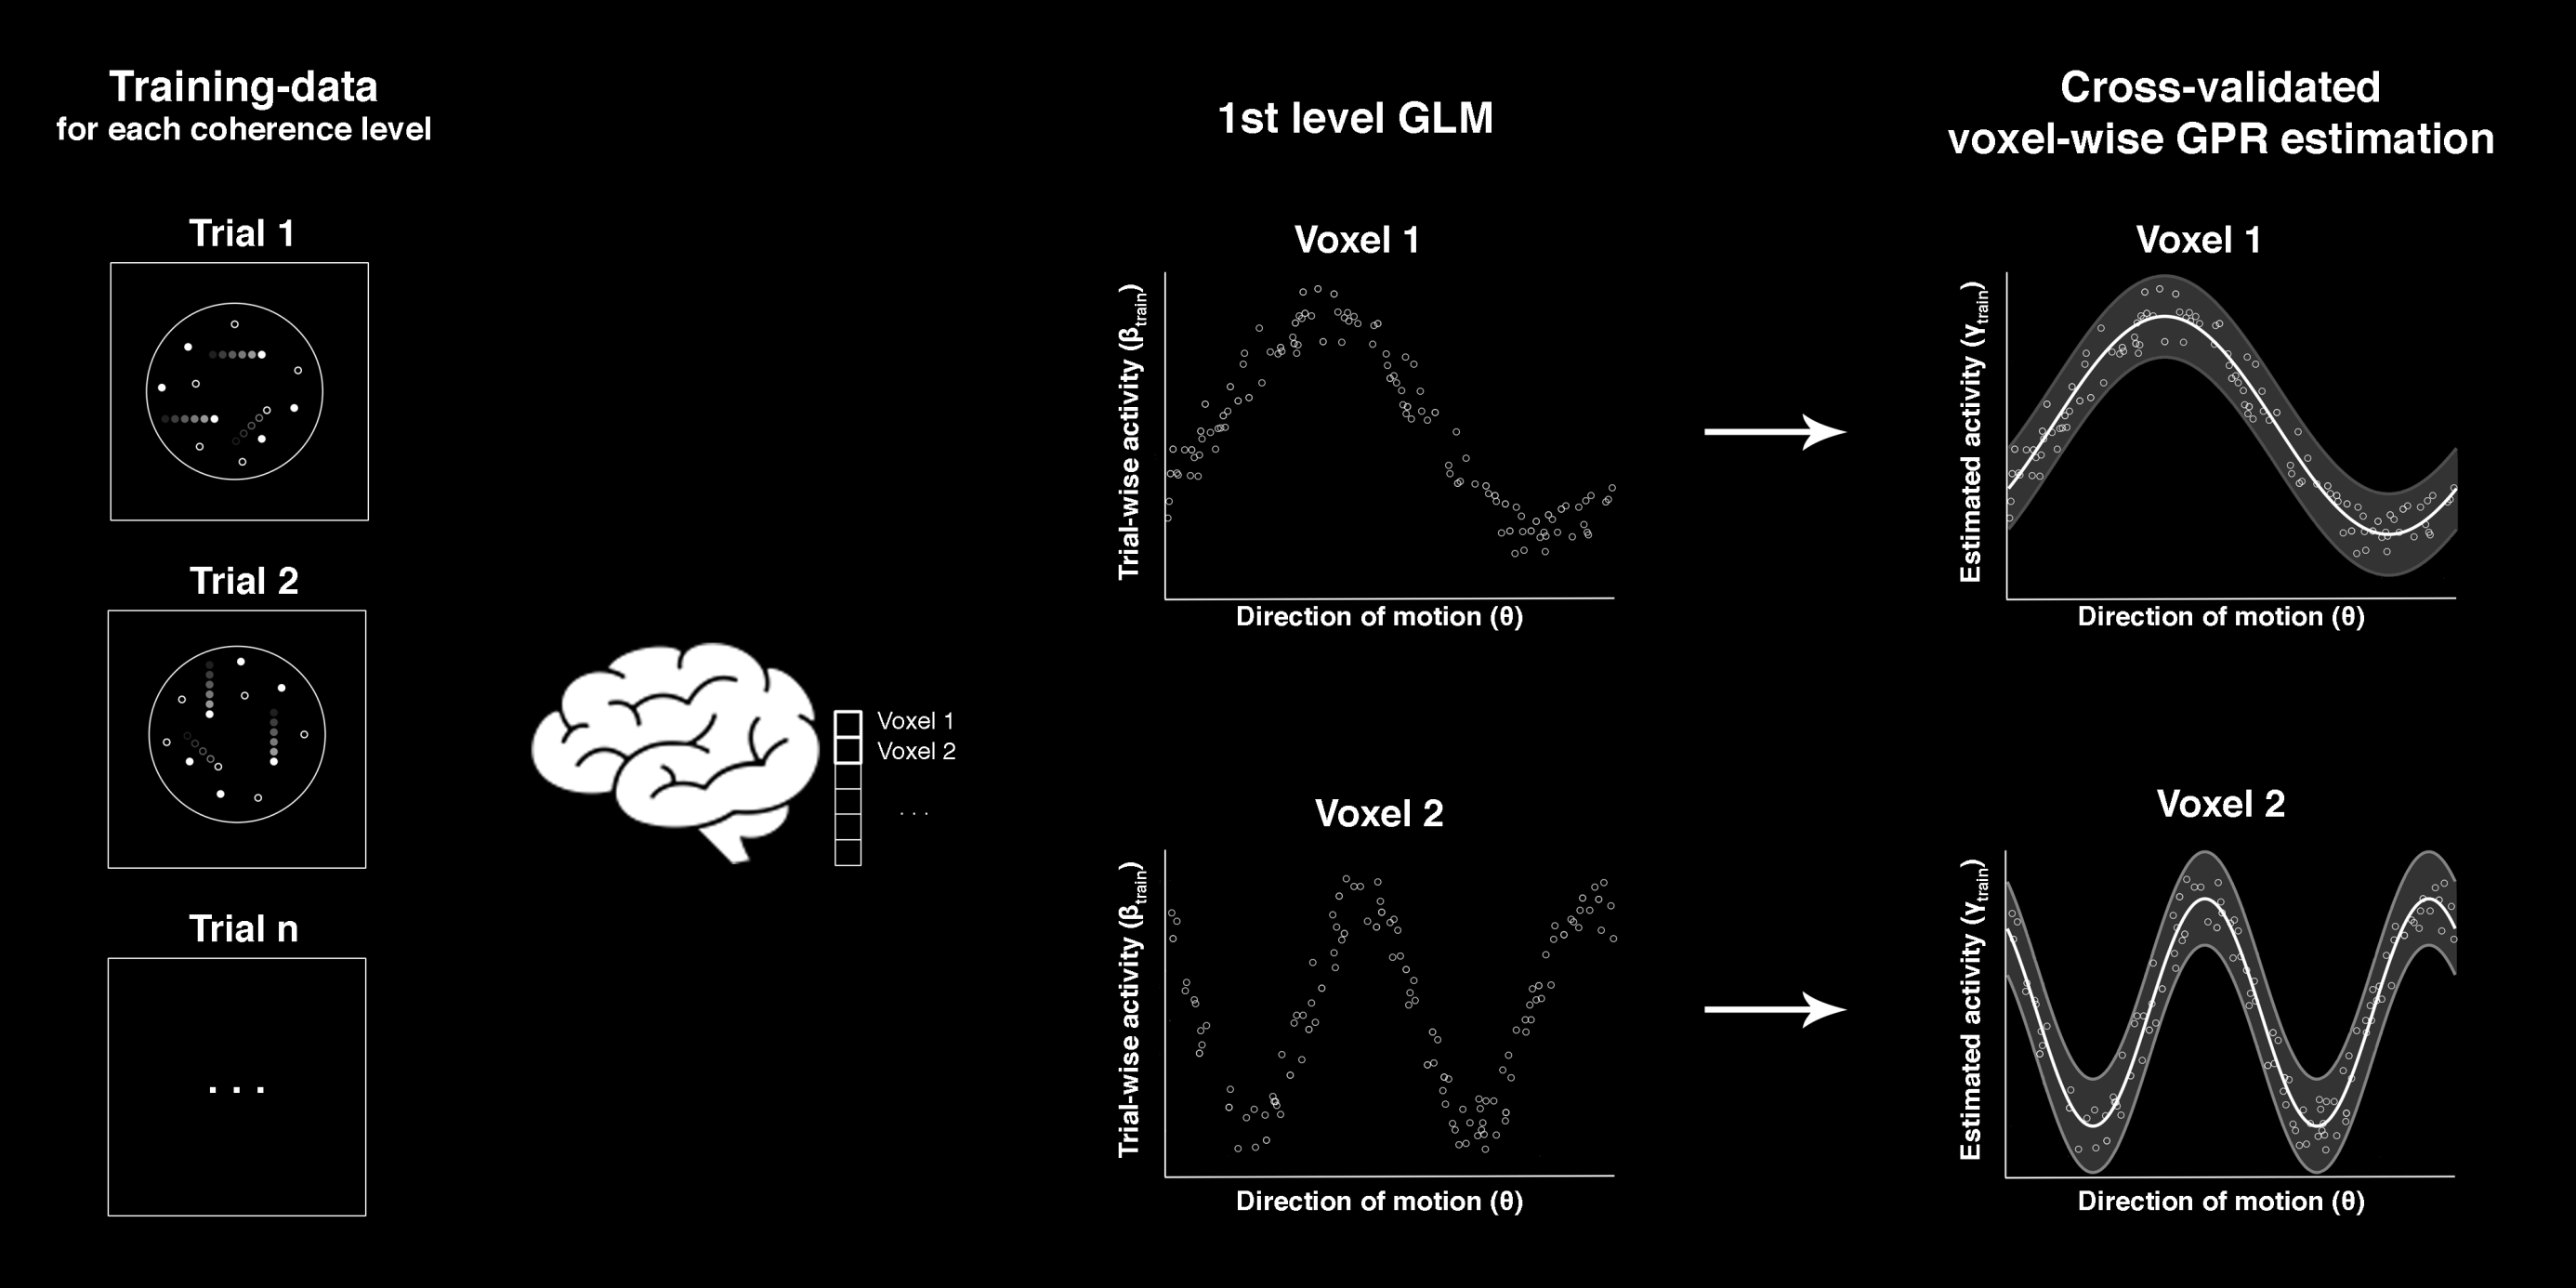 Training-data
for each coherence level
Trial 1
Trial 2
Trial n
. . .
Voxel 1
Voxel 2
. . .
1st level GLM
Voxel 1
Trial-wise activity (βtrain)
Direction of motion (θ)
Voxel 2
Trial-wise activity (βtrain)
Direction of motion (θ)
Cross-validated
voxel-wise GPR estimation
Voxel 1
Estimated activity (γtrain)
Direction of motion (θ)
Voxel 2
Estimated activity (γtrain)
Direction of motion (θ)